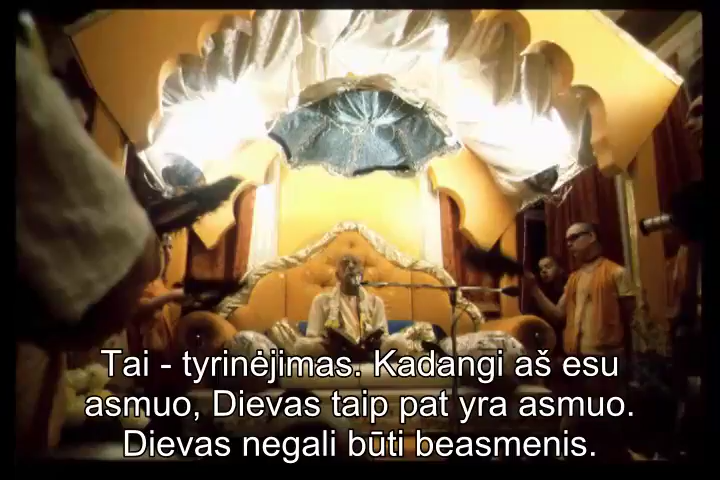 Tai - tyrinėjimas. Kadangi aš esu
asmuo, Dievas taip pat yra asmuo.
Dievas negali būti beasmenis.